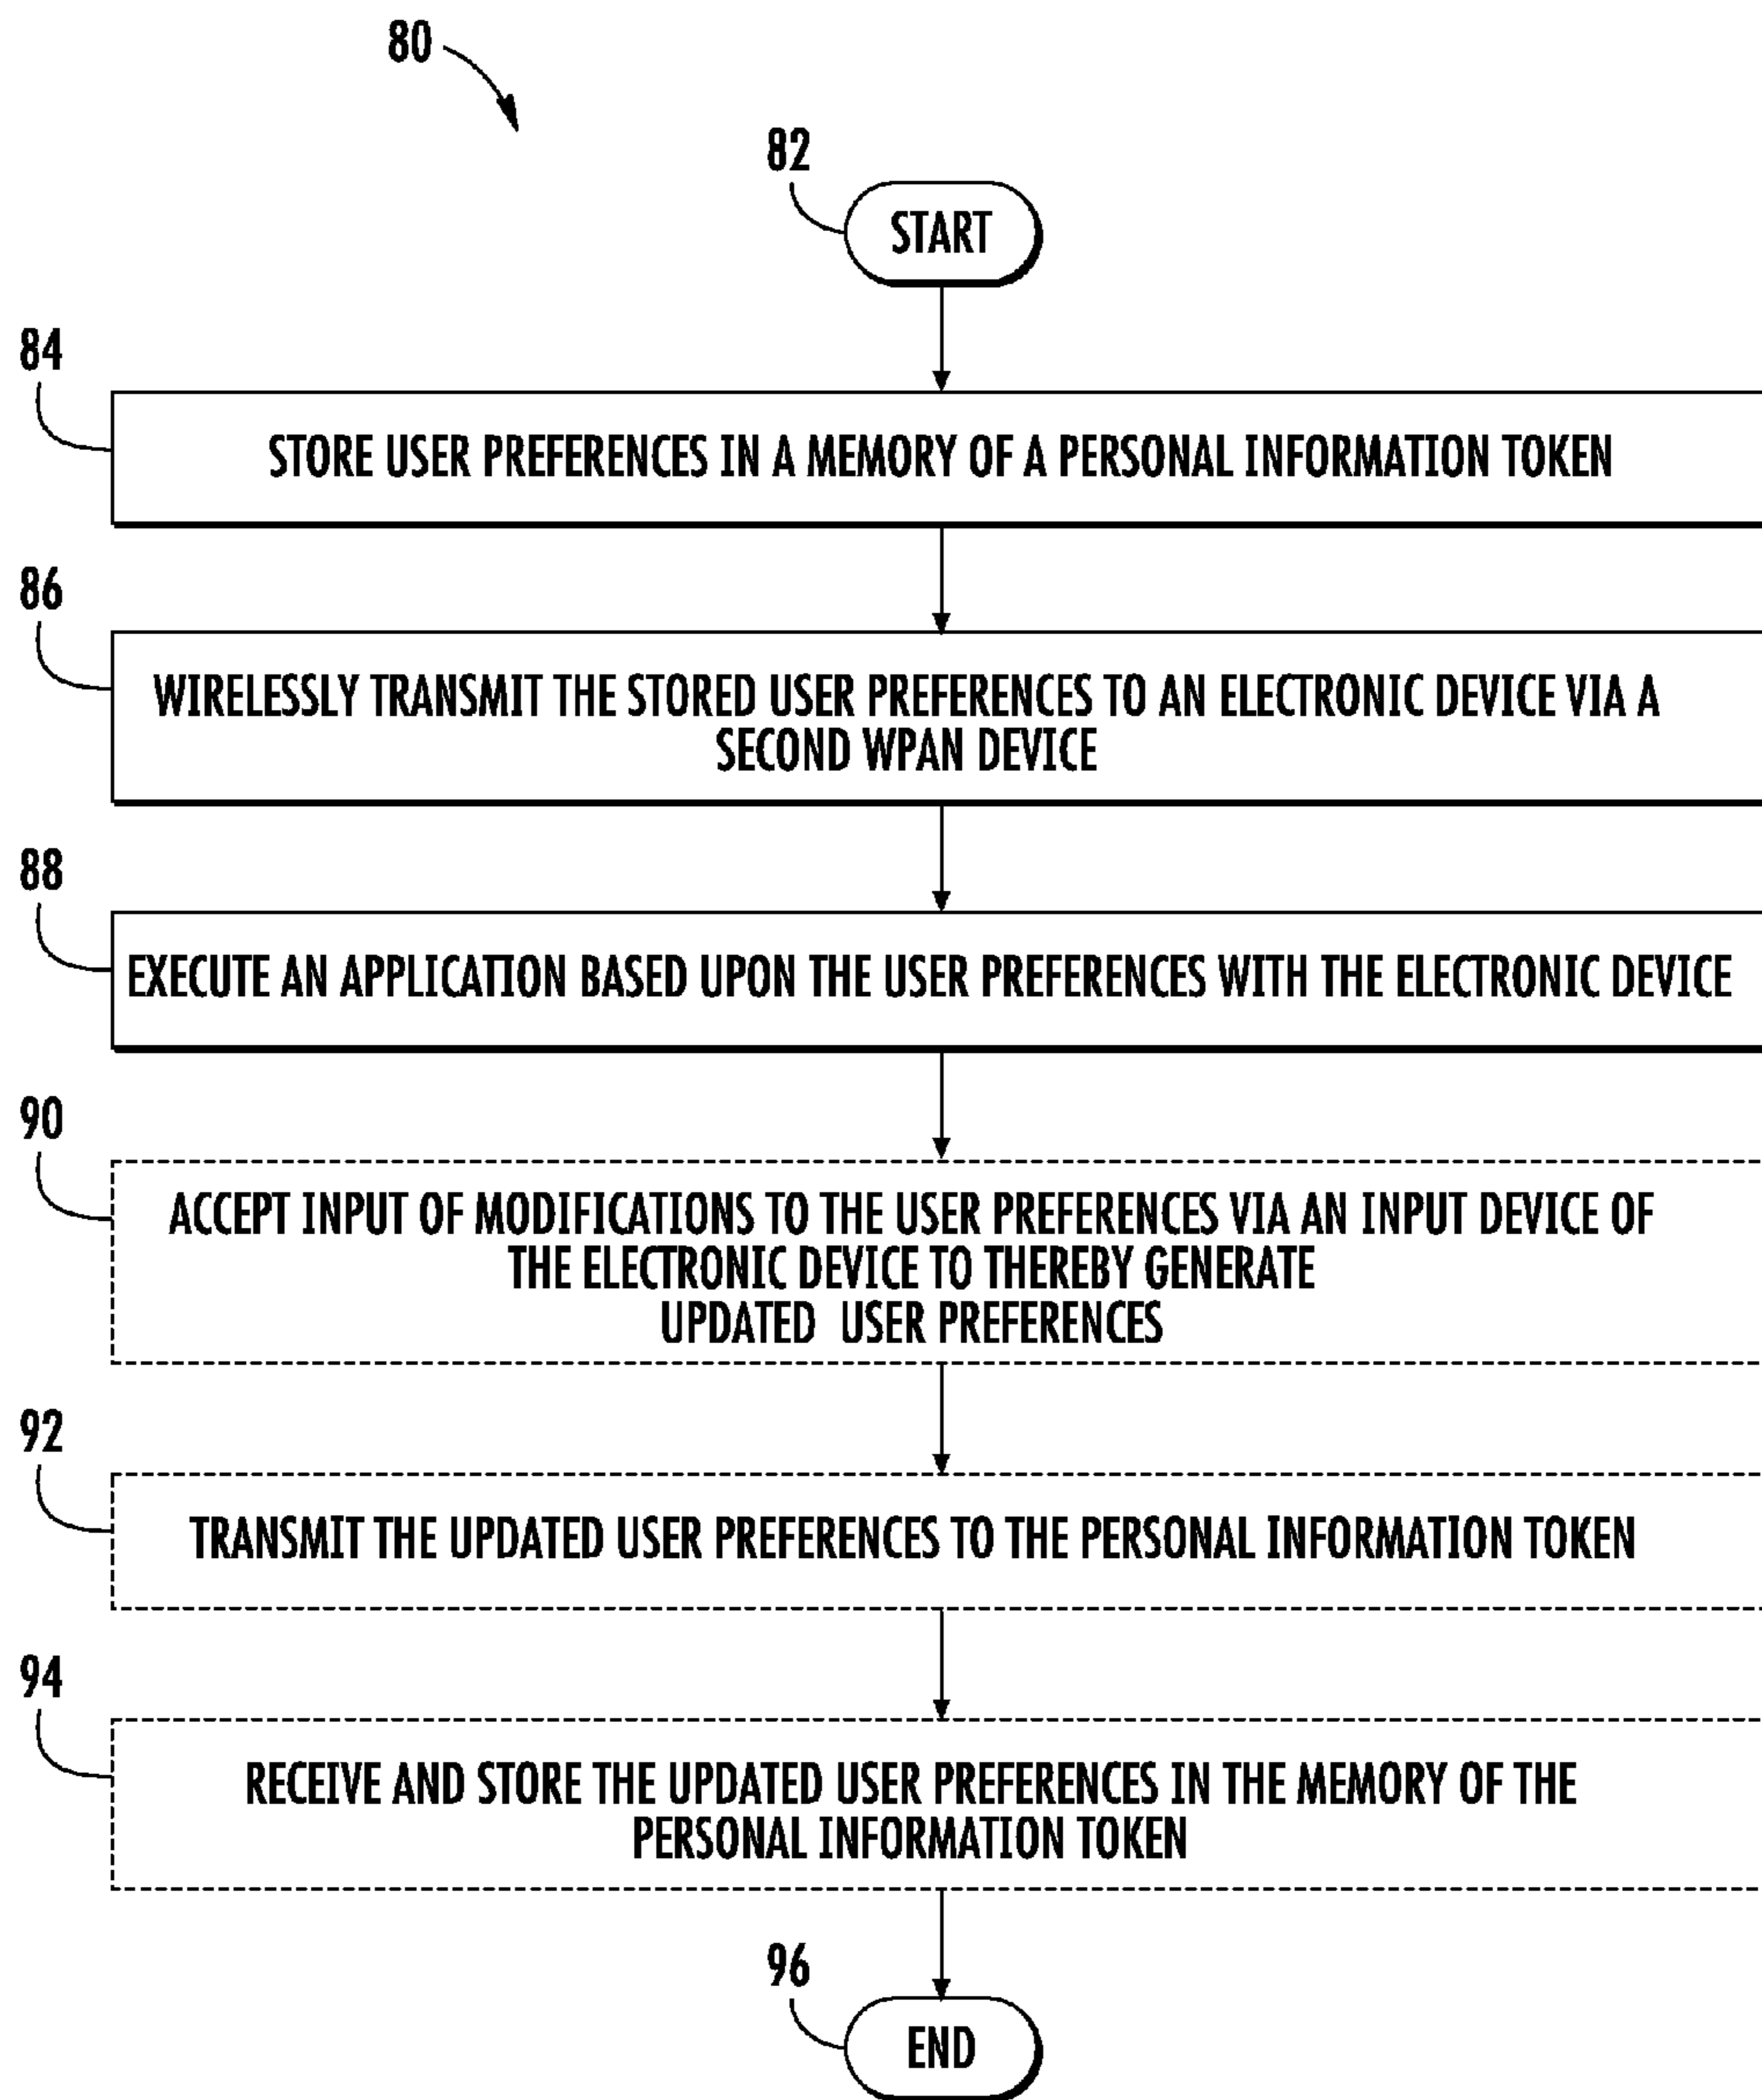 80
82
START
84
STORE USER PREFERENCES IN A MEMORY OF A PERSONAL INFORMATION TOKEN
86
WIRELESSLY TRANSMIT THE STORED USER PREFERENCES TO AN ELECTRONIC DEVICE VIA A
SECOND WPAN DEVICE
88
EXECUTE AN APPLICATION BASED UPON THE USER PREFERENCES WITH THE ELECTRONIC DEVICE
90
ACCEPT INPUT OF MODIFICATIONS TO THE USER PREFERENCES VIA AN INPUT DEVICE OF
THE ELECTRONIC DEVICE TO THEREBY GENERATE
UPDATED USER PREFERENCES
92
TRANSMIT THE UPDATED USER PREFERENCES TO THE PERSONAL INFORMATION TOKEN
94
RECEIVE AND STORE THE UPDATED USER PREFERENCES IN THE MEMORY OF THE
PERSONAL INFORMATION TOKEN
96
END